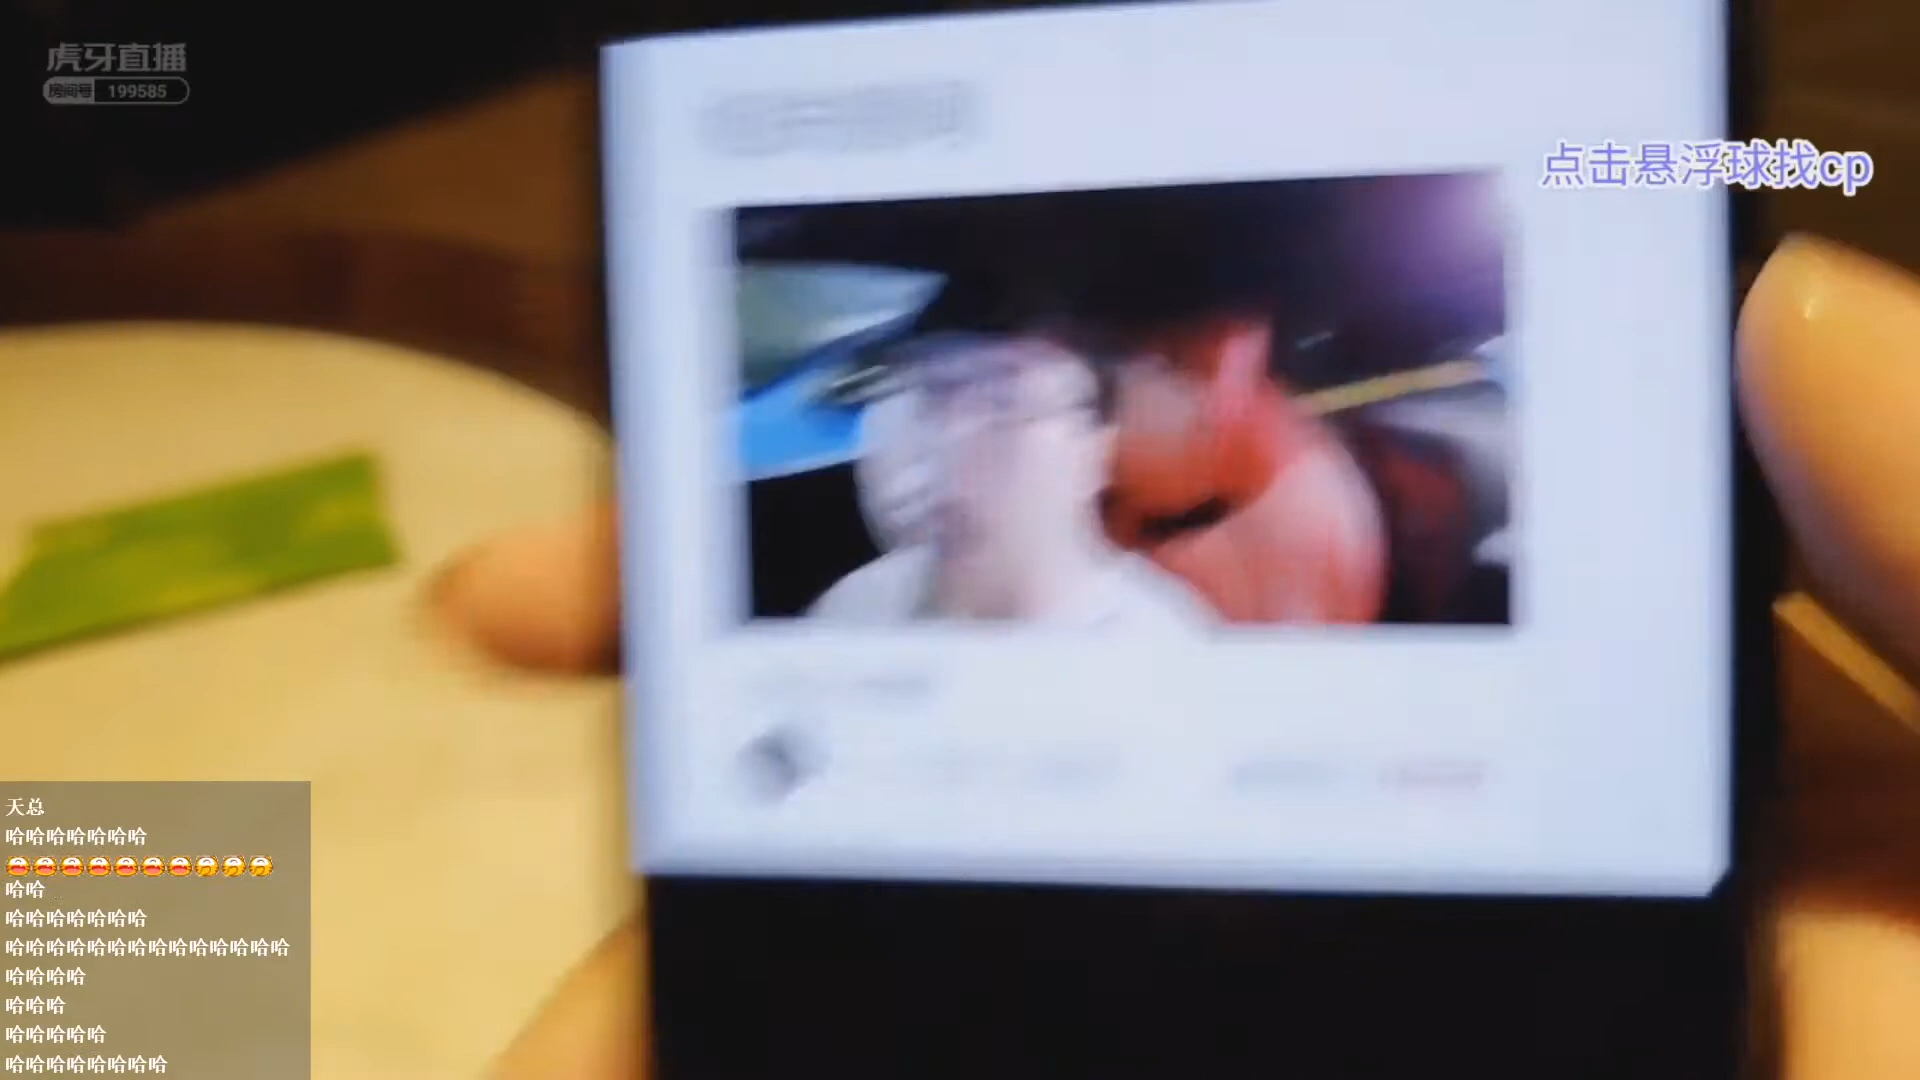 虎牙直播
房间号 199585
点击悬浮球找cp
天总
哈哈哈哈哈哈哈
哈哈
哈哈哈哈哈哈哈
哈哈哈哈哈哈哈哈哈哈哈哈哈哈
哈哈哈哈
哈哈哈
哈哈哈哈哈
哈哈哈哈哈哈哈哈